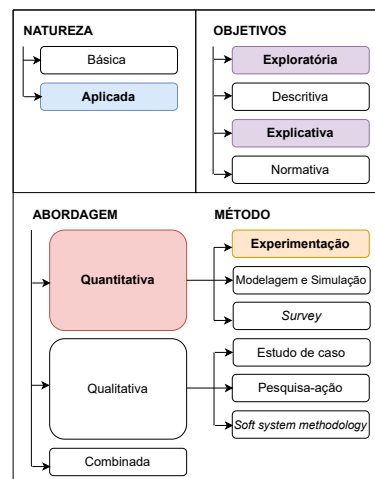 NATUREZA
Básica
Aplicada
OBJETIVOS
Exploratória
Descritiva
Explicativa
Normativa
ABORDAGEM
Quantitativa
Qualitativa
Combinada
MÉTODO
Experimentação
Modelagem e Simulação
Survey
Estudo de caso
Pesquisa-ação
Soft system methodology